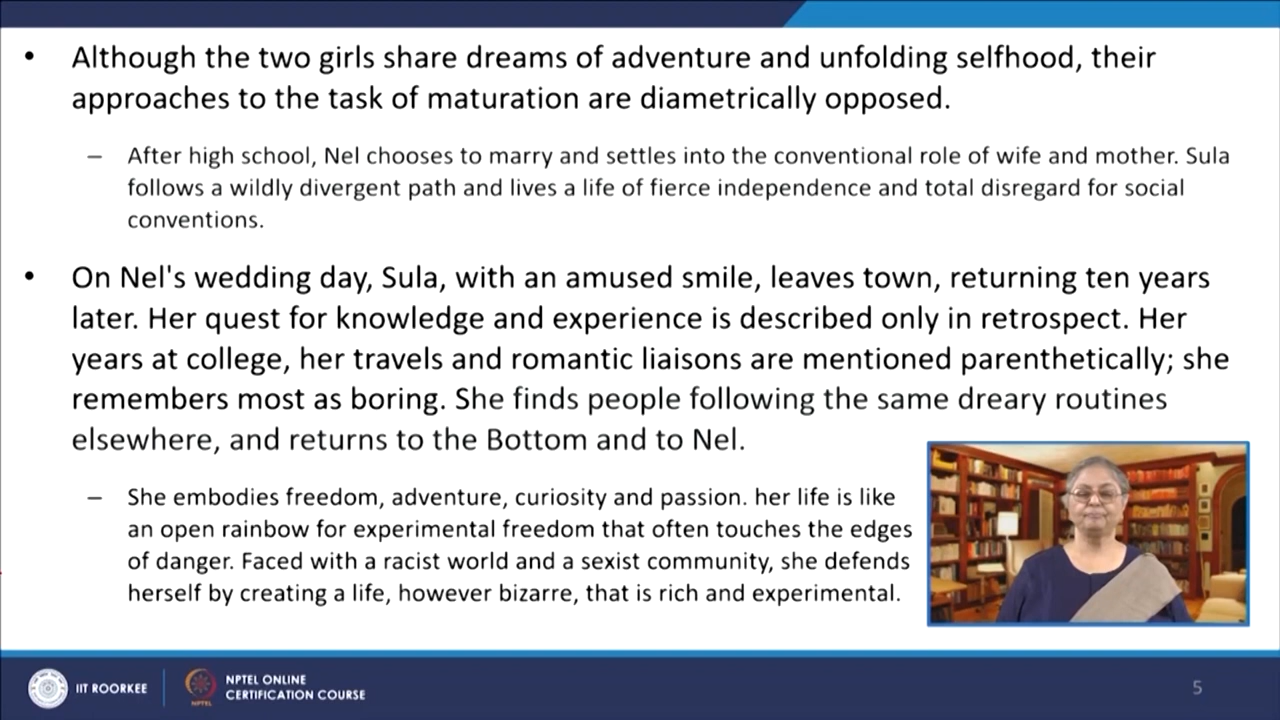 • Although the two girls share dreams of adventure and unfolding selfhood, their
approaches to the task of maturation are diametrically opposed.
– After high school, Nel chooses to marry and settles into the conventional role of wife and mother. Sula
follows a wildly divergent path and lives a life of fierce independence and total disregard for social
conventions.
• On Nel's wedding day, Sula, with an amused smile, leaves town, returning ten years
later. Her quest for knowledge and experience is described only in retrospect. Her
years at college, her travels and romantic liaisons are mentioned parenthetically; she
remembers most as boring. She finds people following the same dreary routines
elsewhere, and returns to the Bottom and to Nel.
– She embodies freedom, adventure, curiosity and passion. her life is like
an open rainbow for experimental freedom that often touches the edges
of danger. Faced with a racist world and a sexist community, she defends
herself by creating a life, however bizarre, that is rich and experimental.
IIT ROORKEE
NPTEL
NPTEL ONLINE
CERTIFICATION COURSE
5